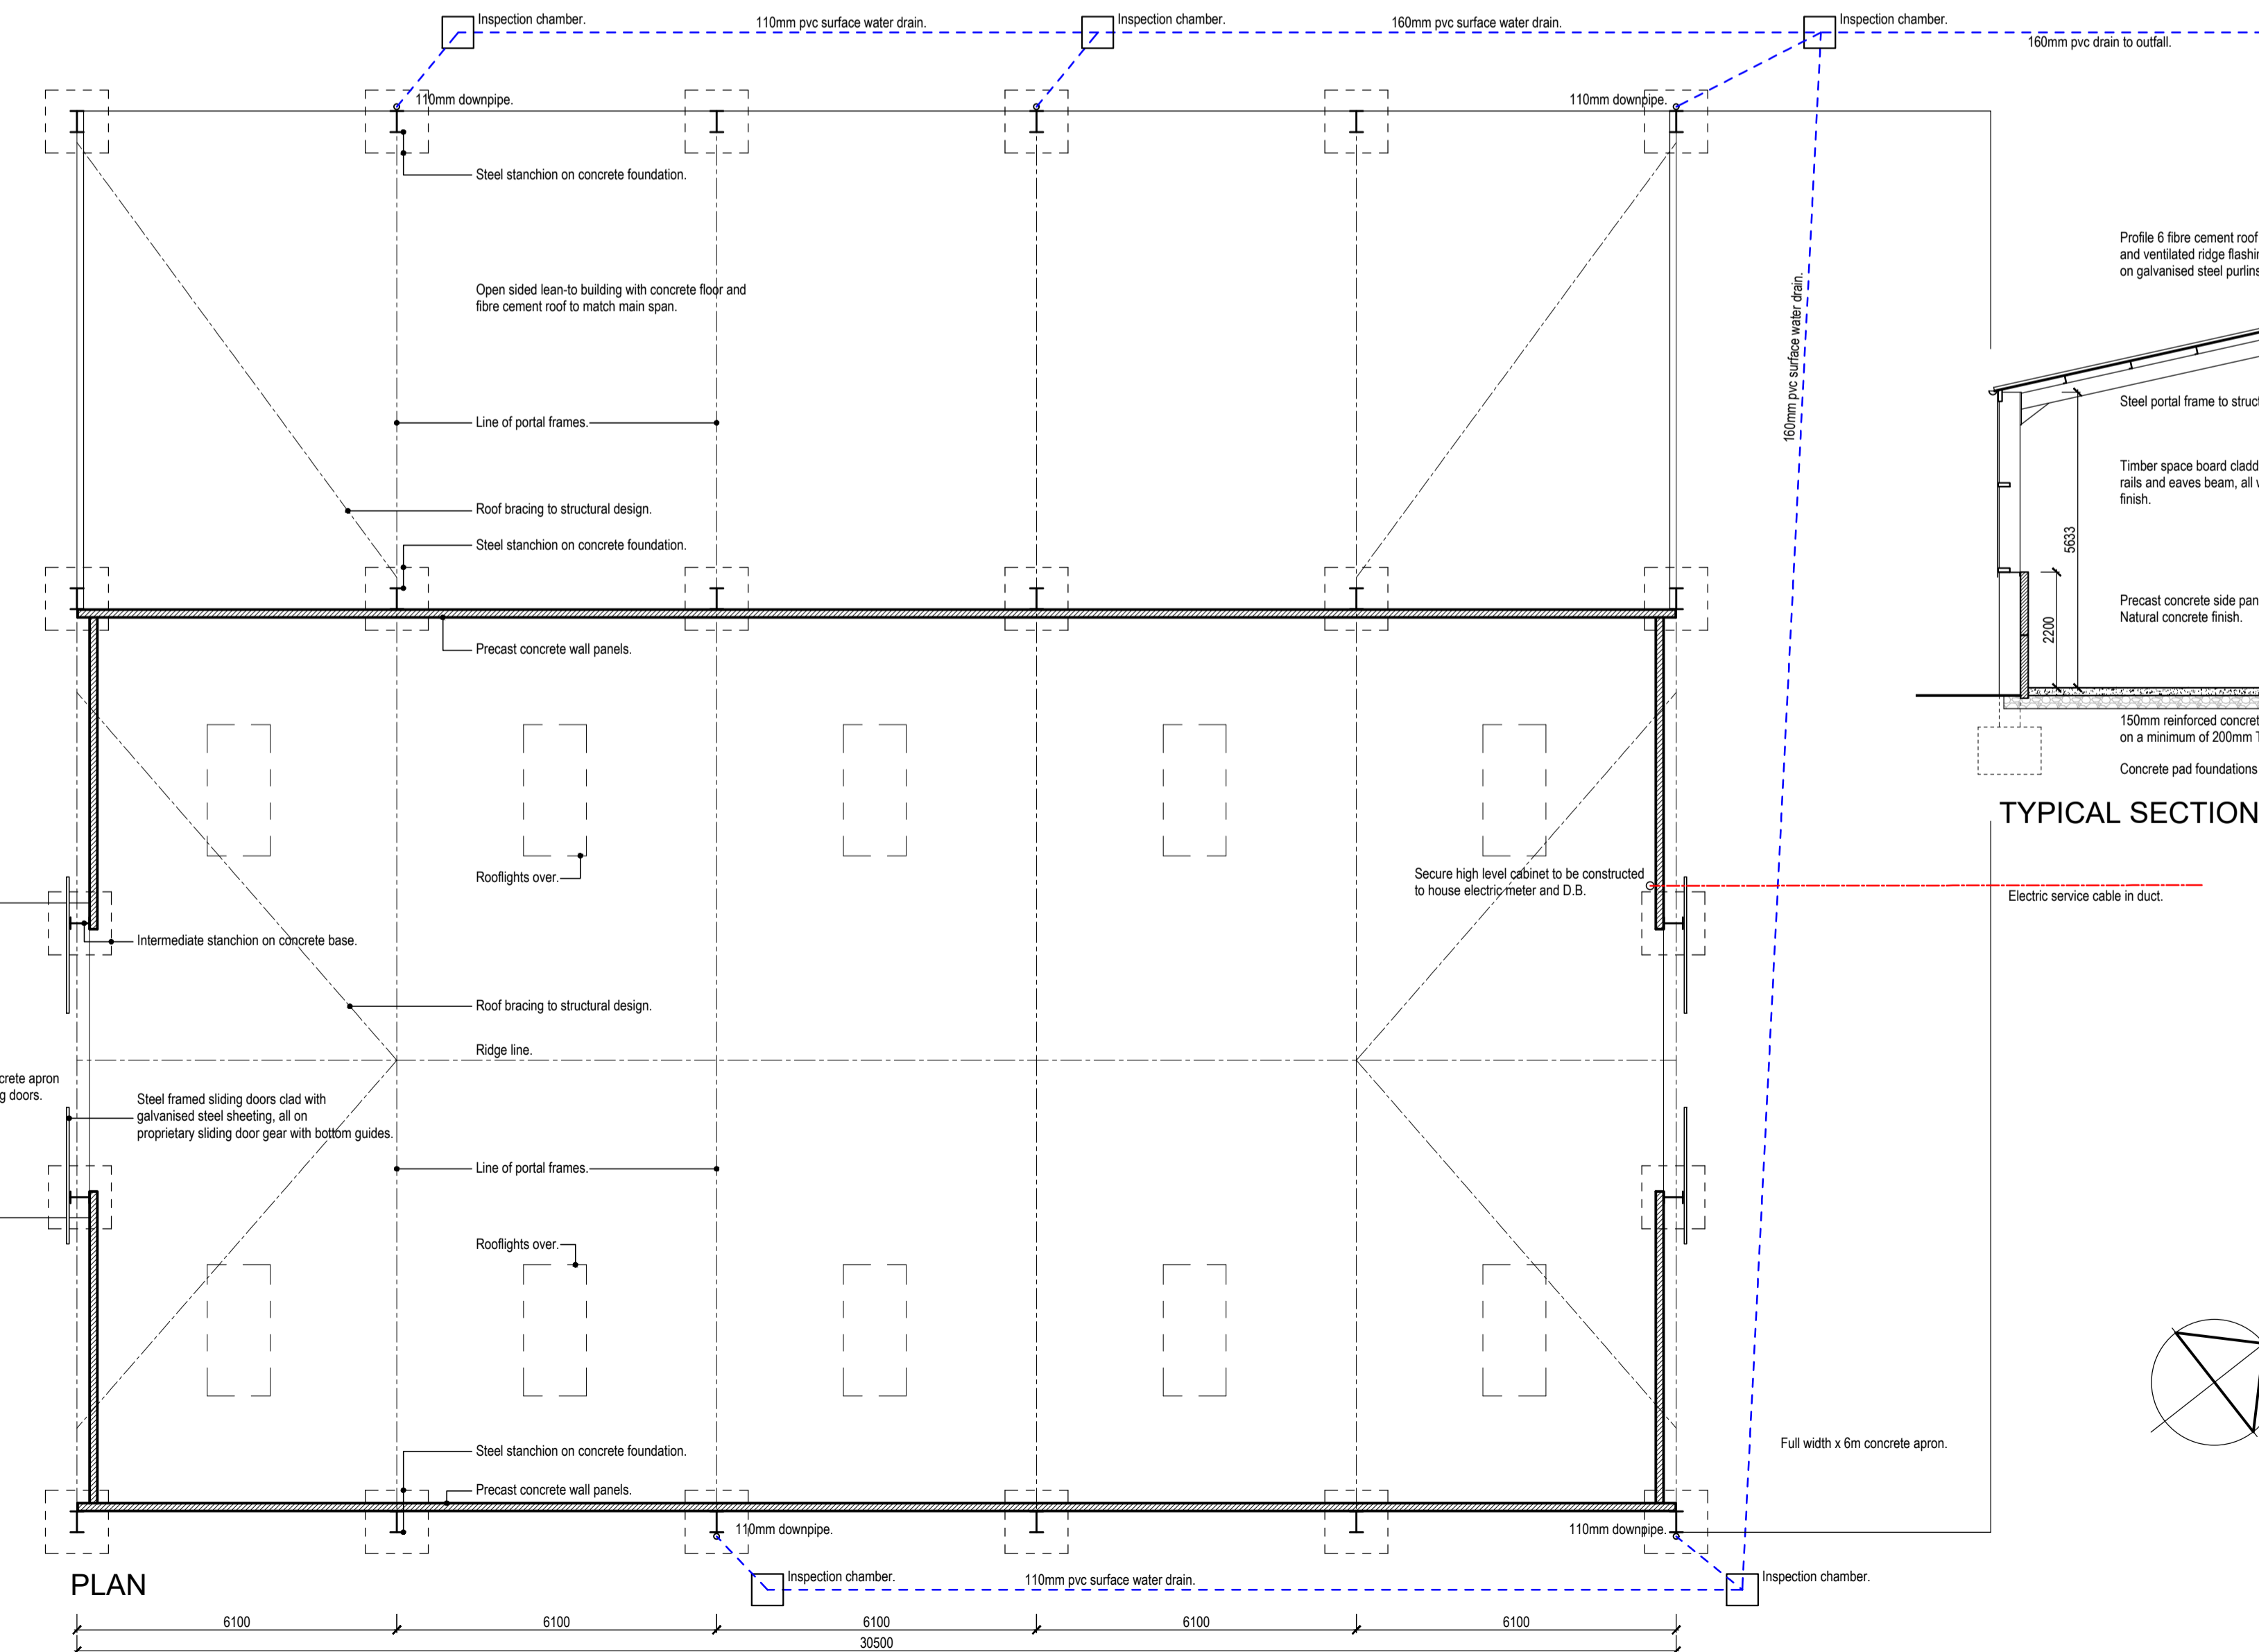 Inspection chamber.
110mm pvc surface water drain.
Inspection chamber.
160mm pvc surface water drain.
Inspection chamber.
160mm pvc drain to outfall.
110mm downpipe.
110mm downpipe.
Steel stanchion on concrete foundation.
Open sided lean-to building with concrete floor and
fibre cement roof to match main span.
160mm pvc surface water drain.
Line of portal frames.
Roof bracing to structural design.
Steel stanchion on concrete foundation.
Precast concrete wall panels.
Rooflights over.
Secure high level cabinet to be constructed
to house electric meter and D.B.
Electric service cable in duct.
Intermediate stanchion on concrete base.
Roof bracing to structural design.
Ridge line.
crete apron
g doors.
Steel framed sliding doors clad with
galvanised steel sheeting, all on
proprietary sliding door gear with bottom guides.
Line of portal frames.
Rooflights over.
Steel stanchion on concrete foundation.
Full width x 6m concrete apron.
Precast concrete wall panels.
110mm downpipe.
110mm downpipe.
Inspection chamber.
110mm pvc surface water drain.
Inspection chamber.
PLAN
6100
6100
6100
6100
6100
30500
Profile 6 fibre cement roof
and ventilated ridge flashin
on galvanised steel purlins
Steel portal frame to struct
Timber space board cladd
rails and eaves beam, all w
finish.
5633
2200
Precast concrete side pan
Natural concrete finish.
150mm reinforced concret
on a minimum of 200mm T
Concrete pad foundations
TYPICAL SECTION